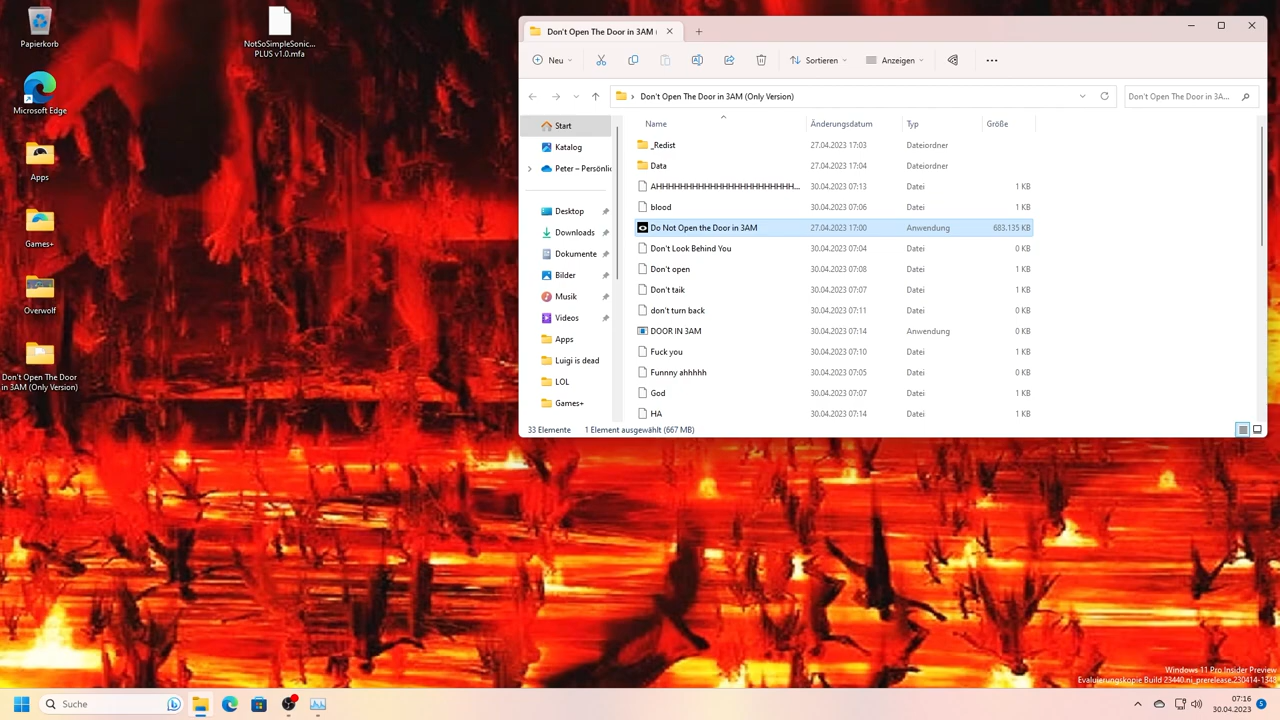 Papierkorb
Microsoft Edge
Apps
Games+
Overwolf
Don't Open The Door
in 3AM (Only Version)
NotSoSimpleSonic...
PLUS v1.0.mfa
Don't Open The Door in 3AM
Neu
Sortieren
Anzeigen
Don't Open The Door in 3AM (Only Version)
Don't Open The Door in 3A...
Start
Katalog
Peter – Persönlic
Desktop
Downloads
Dokumente
Bilder
Musik
Videos
Apps
Luigi is dead
LOL
Games+
Name Änderungsdatum Typ Größe
_Redist 27.04.2023 17:03 Dateiordner
Data 27.04.2023 17:04 Dateiordner
30.04.2023 07:13 Datei 1 KB
blood 30.04.2023 07:06 Datei 1 KB
Do Not Open the Door in 3AM 27.04.2023 17:00 Anwendung 683.135 KB
Don't Look Behind You 30.04.2023 07:04 Datei 0 KB
Don't open 30.04.2023 07:08 Datei 1 KB
Don't taik 30.04.2023 07:07 Datei 1 KB
don't turn back 30.04.2023 07:11 Datei 1 KB
DOOR IN 3AM 30.04.2023 07:14 Anwendung 0 KB
Fuck you 30.04.2023 07:10 Datei 1 KB
Funnny ahhhhh 30.04.2023 07:05 Datei 0 KB
God 30.04.2023 07:07 Datei 1 KB
HA 30.04.2023 07:14 Datei 1 KB
33 Elemente 1 Element ausgewählt (667 MB)
Windows 11 Pro Insider Preview
Evaluierungskopie Build 23440.ni_prerelease.230414-1348
Suche
07:16
30.04.2023
5